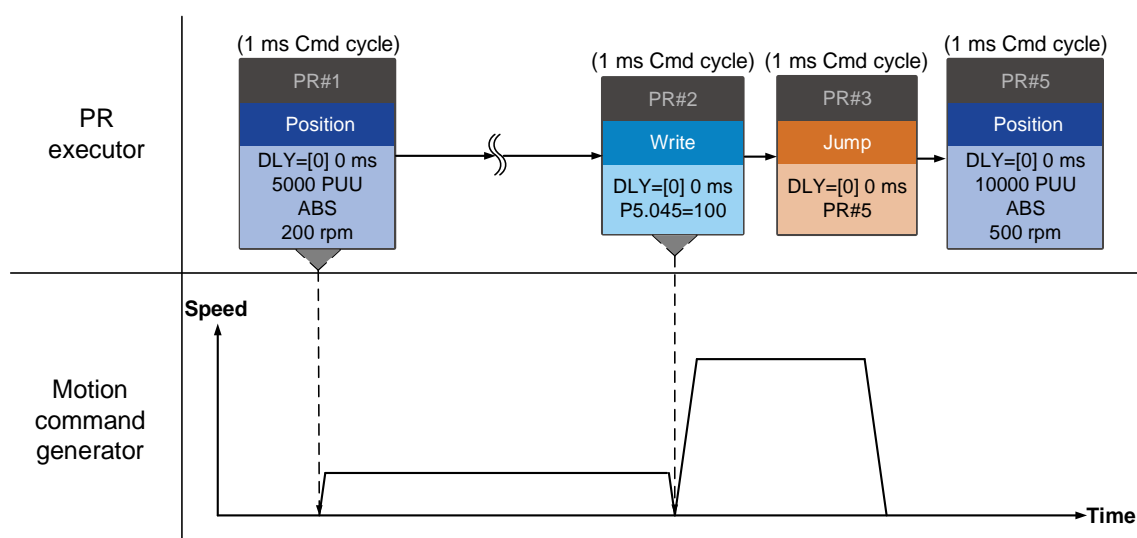 PR
executor
(1 ms Cmd cycle)
PR#1
Position
DLY=[0] 0 ms
5000 PUU
ABS
200 rpm
(1 ms Cmd cycle)
PR#2
Write
DLY=[0] 0 ms
P5.045=100
(1 ms Cmd cycle)
PR#3
Jump
DLY=[0] 0 ms
PR#5
(1 ms Cmd cycle)
PR#5
Position
DLY=[0] 0 ms
10000 PUU
ABS
500 rpm
Motion
command
generator
Speed
Time